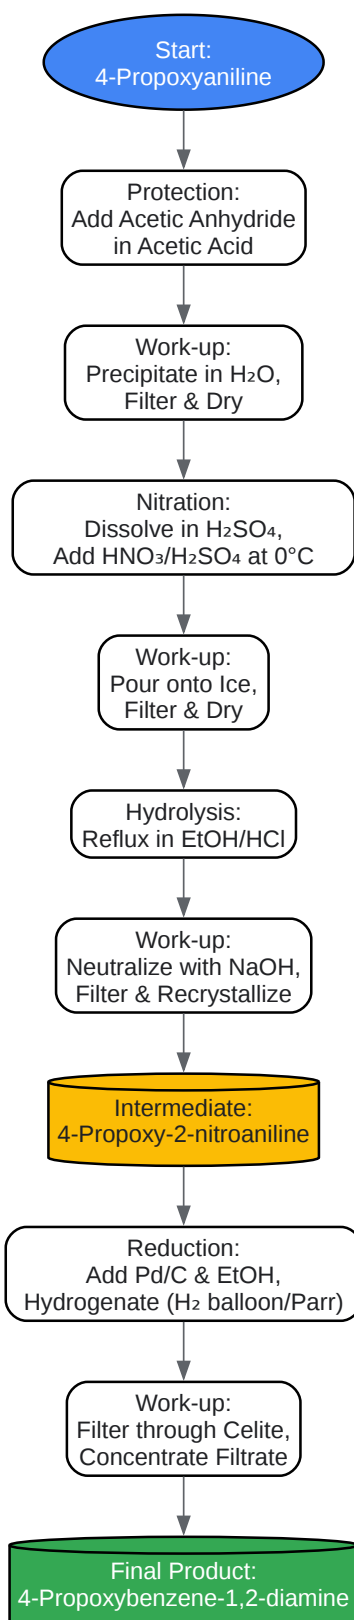 Start:
4-Propoxyaniline
Protection:
Add Acetic Anhydride
in Acetic Acid
Work-up:
Precipitate in H₂O,
Filter & Dry
Nitration:
Dissolve in H₂SO₄,
Add HNO₃/H₂SO₄ at 0°C
Work-up:
Pour onto Ice,
Filter & Dry
Hydrolysis:
Reflux in EtOH/HCl
Work-up:
Neutralize with NaOH,
Filter & Recrystallize
Intermediate:
4-Propoxy-2-nitroaniline
Reduction:
Add Pd/C & EtOH,
Hydrogenate (H₂ balloon/Parr)
Work-up:
Filter through Celite,
Concentrate Filtrate
Final Product:
4-Propoxybenzene-1,2-diamine